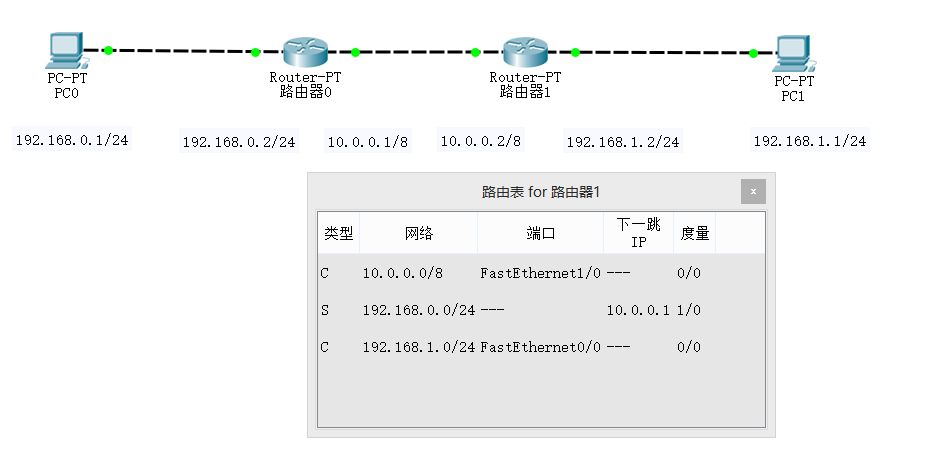 PC-PT
PC0
Router-PT
路由器0
Router-PT
路由器1
PC-PT
PC1
192.168.0.1/24
192.168.0.2/24
10.0.0.1/8
10.0.0.2/8
192.168.1.2/24
192.168.1.1/24
路由表 for 路由器1
x
类型 网络 端口 下一跳 IP 度量
C 10.0.0.0/8 FastEthernet1/0 --- 0/0
S 192.168.0.0/24 --- 10.0.0.1 1/0
C 192.168.1.0/24 FastEthernet0/0 --- 0/0